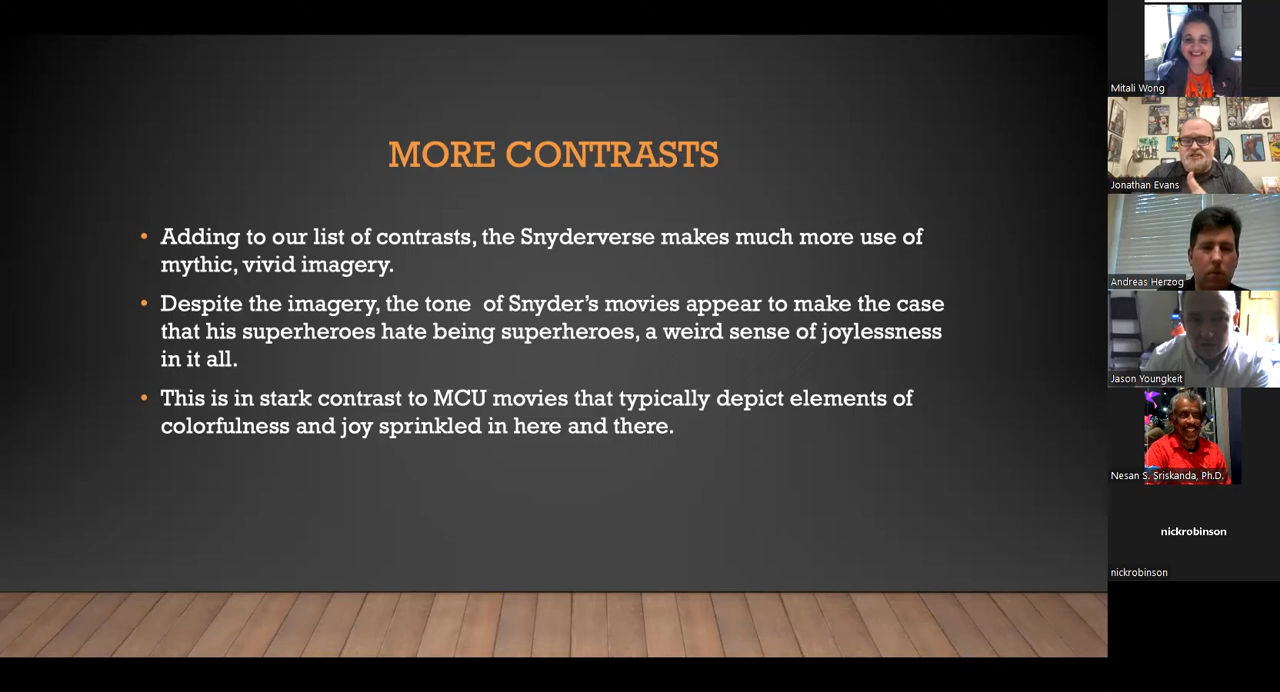 MORE CONTRASTS
• Adding to our list of contrasts, the Snyderverse makes much more use of
mythic, vivid imagery.
• Despite the imagery, the tone  of Snyder's movies appear to make the case
that his superheroes hate being superheroes, a weird sense of joylessness
in it all.
• This is in stark contrast to MCU movies that typically depict elements of
colorfulness and joy sprinkled in here and there.
Mitali Wong
Jonathan Evans
Andreas Herzog
Jason Youngkeit
Nesan S. Sriskanda, Ph.D.
nickrobinson
nickrobinson